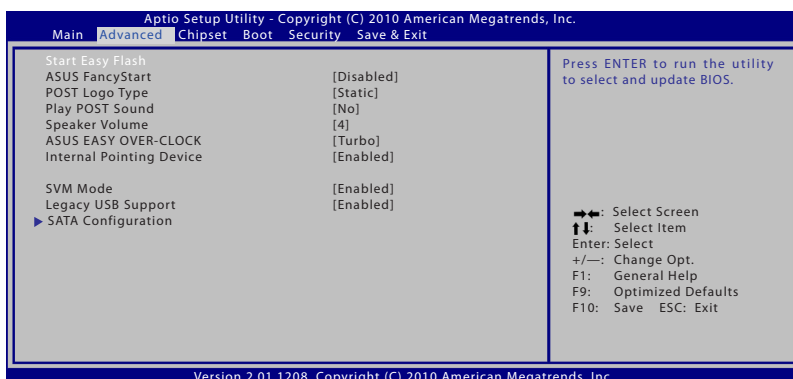 Aptio Setup Utility - Copyright (C) 2010 American Megatrends, Inc.
Main Advanced Chipset Boot Security Save & Exit
Start Easy Flash
ASUS FancyStart [Disabled]
POST Logo Type [Static]
Play POST Sound [No]
Speaker Volume [4]
ASUS EASY OVER-CLOCK [Turbo]
Internal Pointing Device [Enabled]
SVM Mode [Enabled]
Legacy USB Support [Enabled]
SATA Configuration
Press ENTER to run the utility
to select and update BIOS.
→←: Select Screen
↑↓: Select Item
Enter: Select
+/—: Change Opt.
F1: General Help
F9: Optimized Defaults
F10: Save ESC: Exit
Version 2.01.1208. Copyright (C) 2010 American Megatrends, Inc.